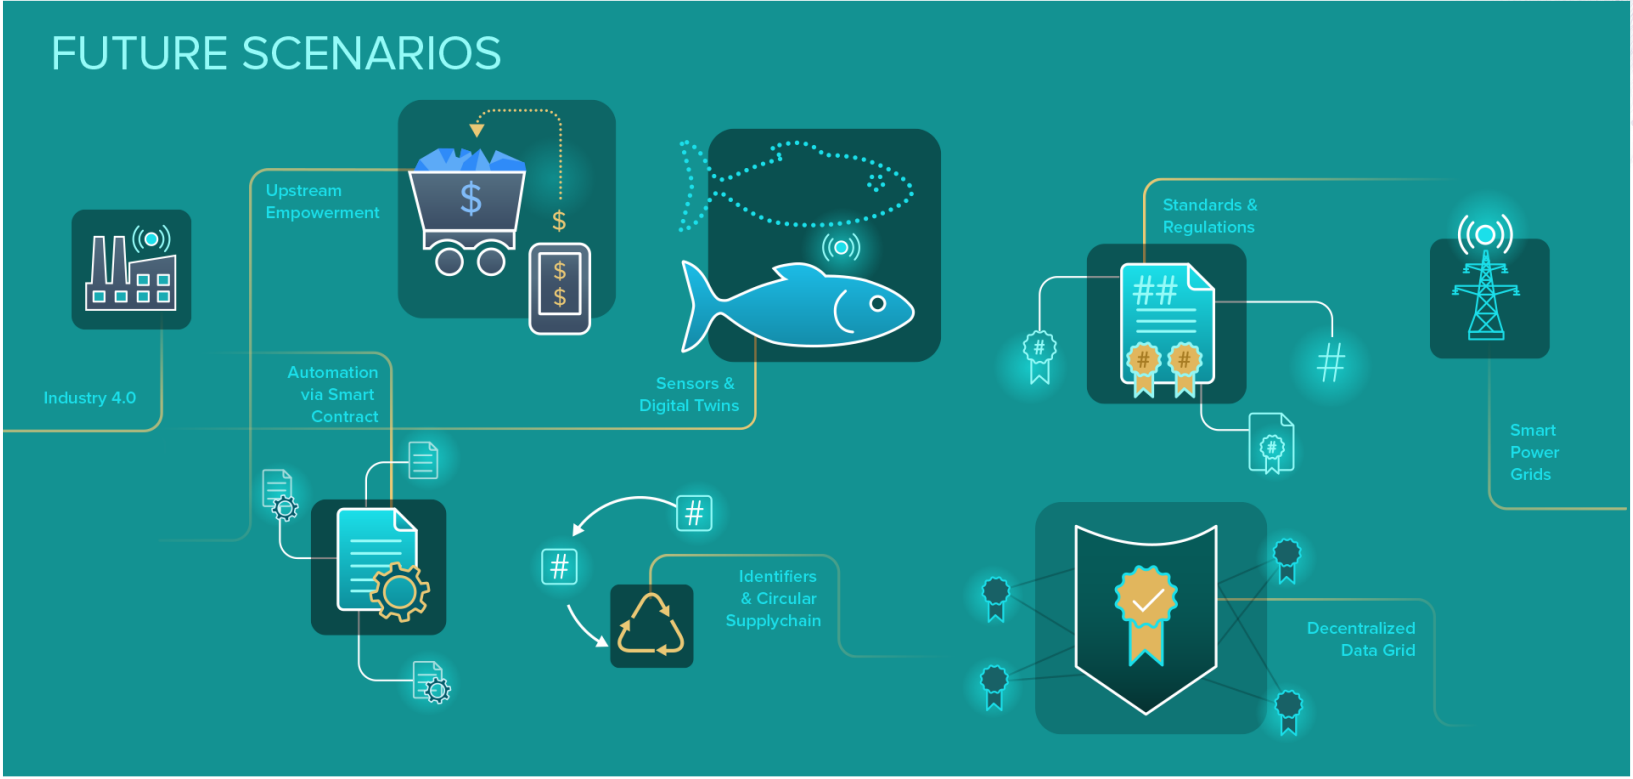 FUTURE SCENARIOS
Upstream
Empowerment
$
$
$
$
Industry 4.0
Automation
via Smart
Contract
Sensors &
Digital Twins
Standards &
Regulations
##
#
# #
#
#
Smart
Power
Grids
#
#
Identifiers
& Circular
Supplychain
Decentralized
Data Grid